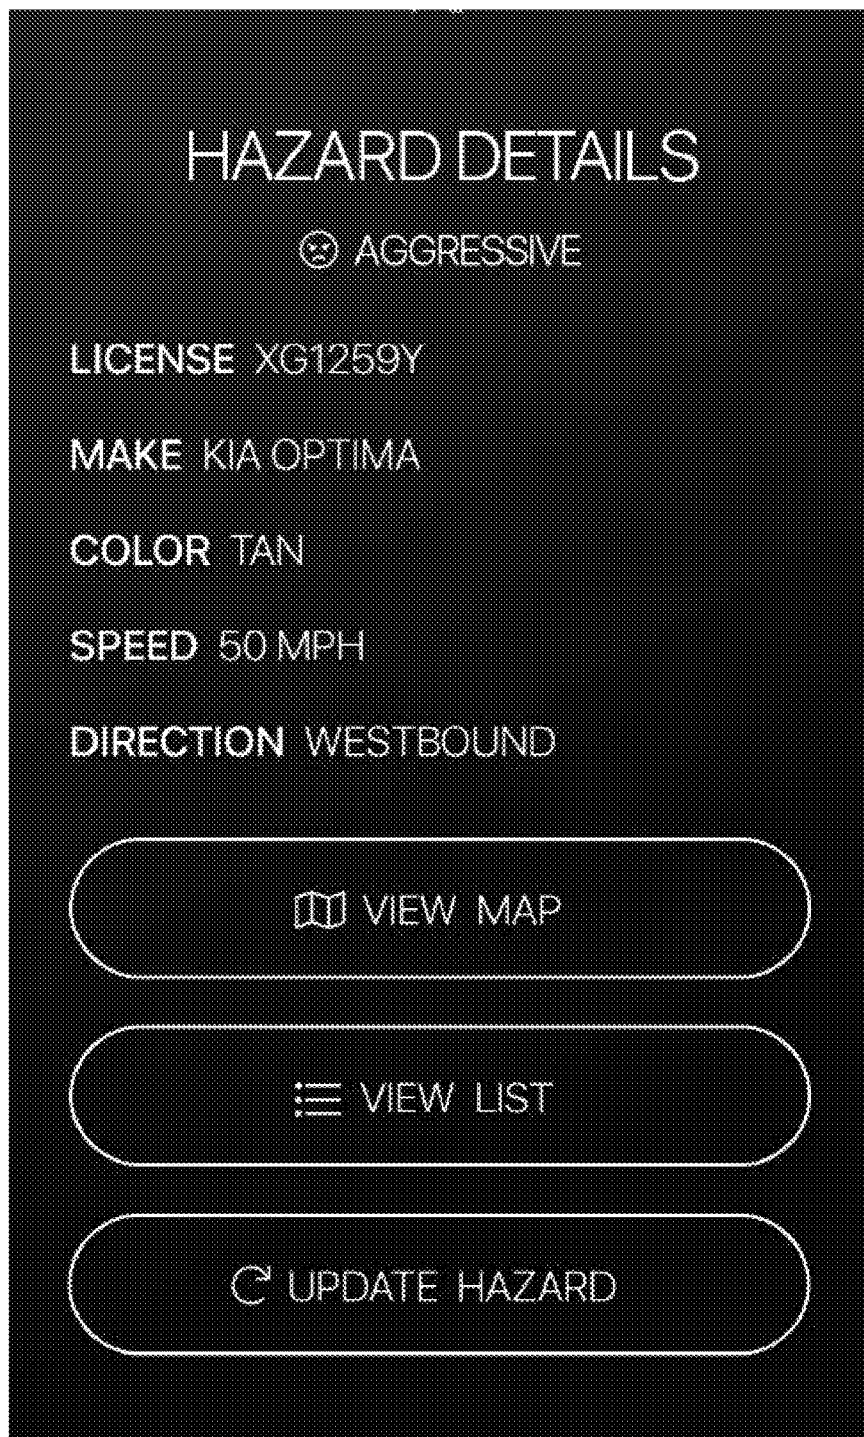 HAZARD DETAILS
AGGRESSIVE
LICENSE XG1259Y
MAKE KIA OPTIMA
COLOR TAN
SPEED 50 MPH
DIRECTION WESTBOUND
VIEW MAP
VIEW LIST
UPDATE HAZARD